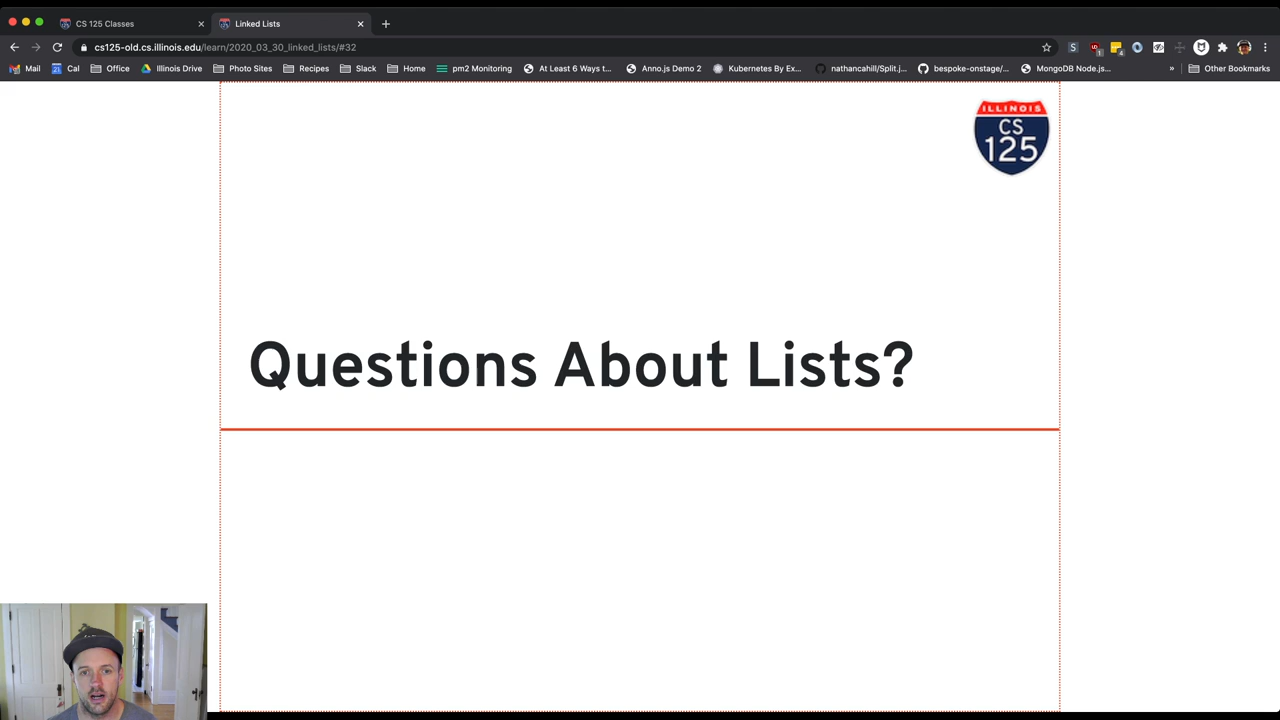 CS 125 Classes
Linked Lists
cs125-old.cs.illinois.edu/learn/2020_03_30_linked_lists/#32
Mail
Cal
Office
Illinois Drive
Photo Sites
Recipes
Slack
Home
pm2 Monitoring
At Least 6 Ways t...
Anno.js Demo 2
Kubernetes By Ex...
nathancahill/Split.j...
bespoke-onstage/...
MongoDB Node.js...
»
Other Bookmarks
ILLINOIS
CS
125
Questions About Lists?